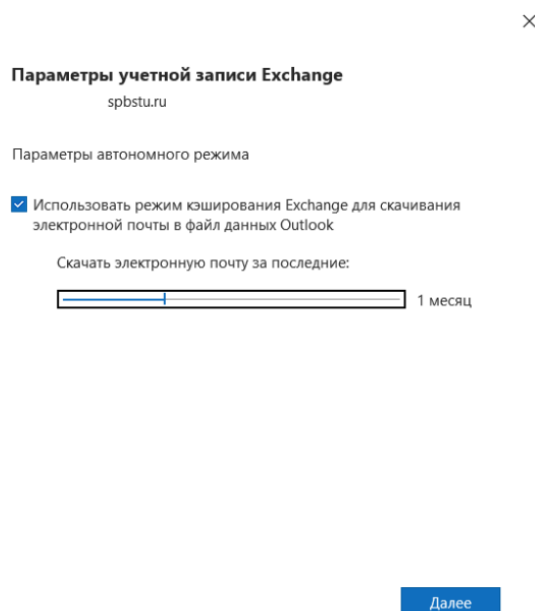 Параметры учетной записи Exchange
spbstu.ru
Параметры автономного режима
Использовать режим кэширования Exchange для скачивания
электронной почты в файл данных Outlook
Скачать электронную почту за последние:
1 месяц
Далее